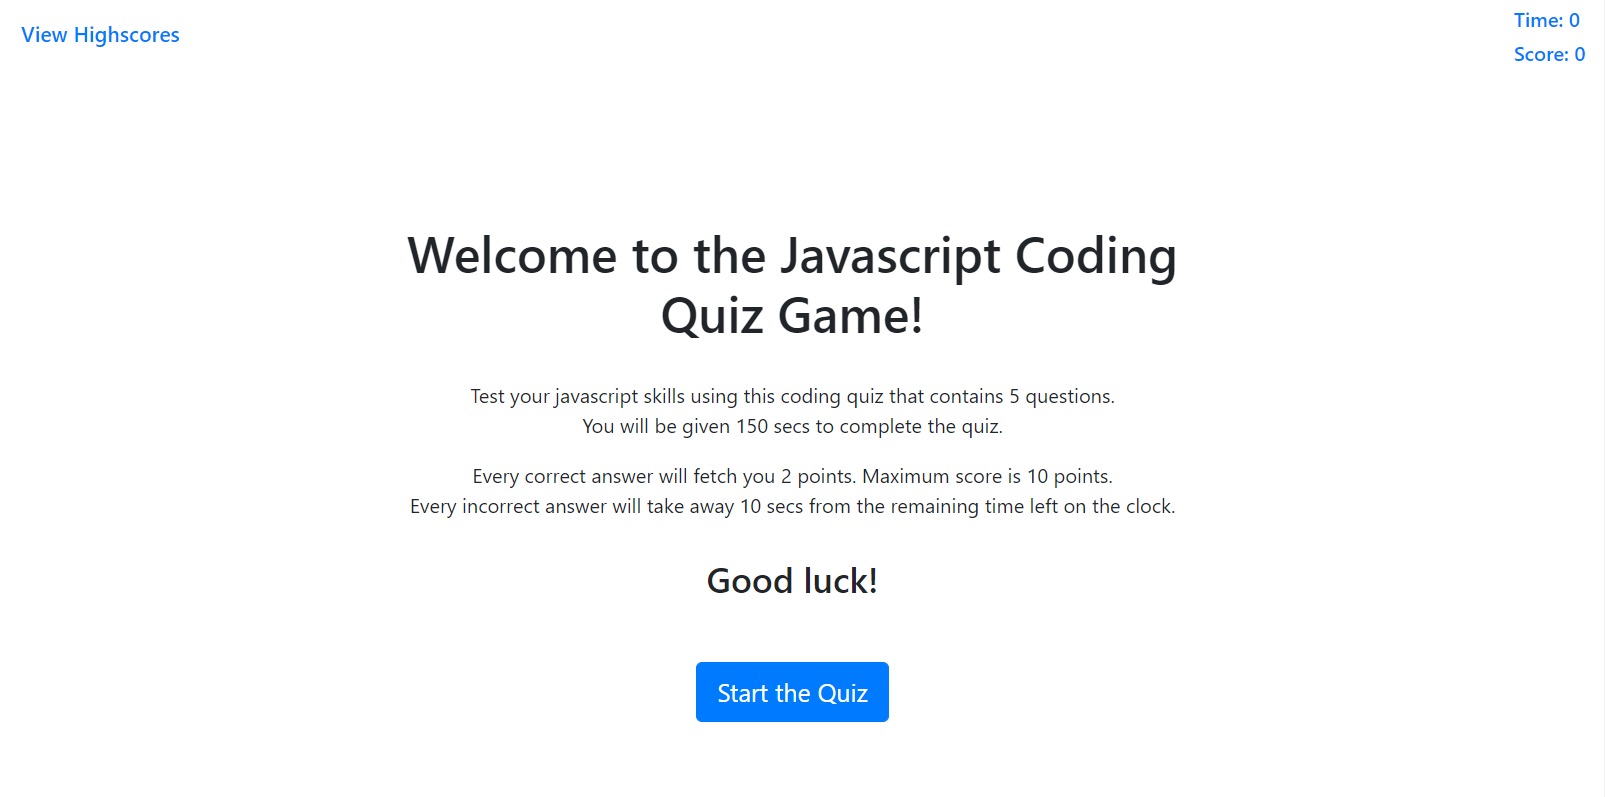 View Highscores
Time: 0
Score: 0
Welcome to the Javascript Coding
Quiz Game!
Test your javascript skills using this coding quiz that contains 5 questions.
You will be given 150 secs to complete the quiz.
Every correct answer will fetch you 2 points. Maximum score is 10 points.
Every incorrect answer will take away 10 secs from the remaining time left on the clock.
Good luck!
Start the Quiz